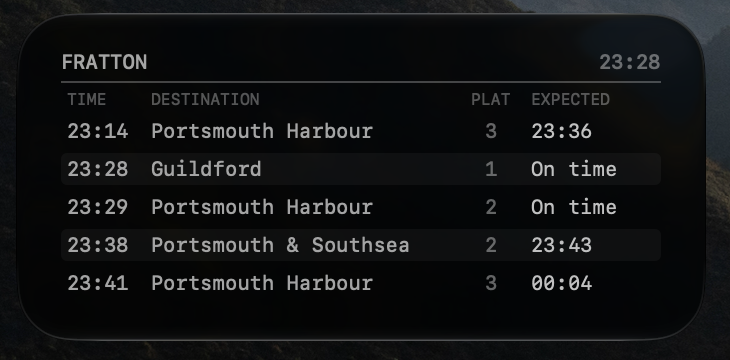 FRATTON 23:28
TIME DESTINATION PLAT EXPECTED
23:14 Portsmouth Harbour 3 23:36
23:28 Guildford 1 On time
23:29 Portsmouth Harbour 2 On time
23:38 Portsmouth & Southsea 2 23:43
23:41 Portsmouth Harbour 3 00:04